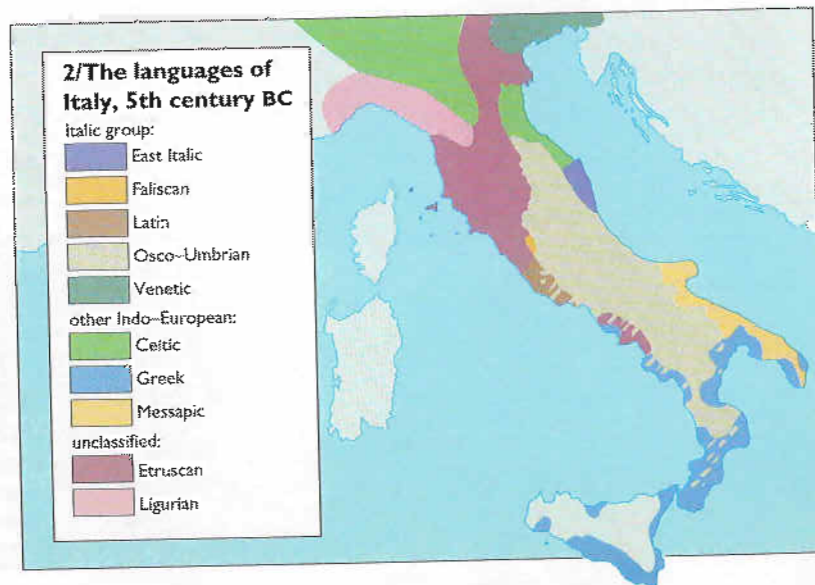 2/The languages of
Italy, 5th century BC
Italic group:
East Italic
Faliscan
Latin
Osco-Umbrian
Venetic
other Indo-European:
Celtic
Greek
Messapic
unclassified:
Etruscan
Ligurian